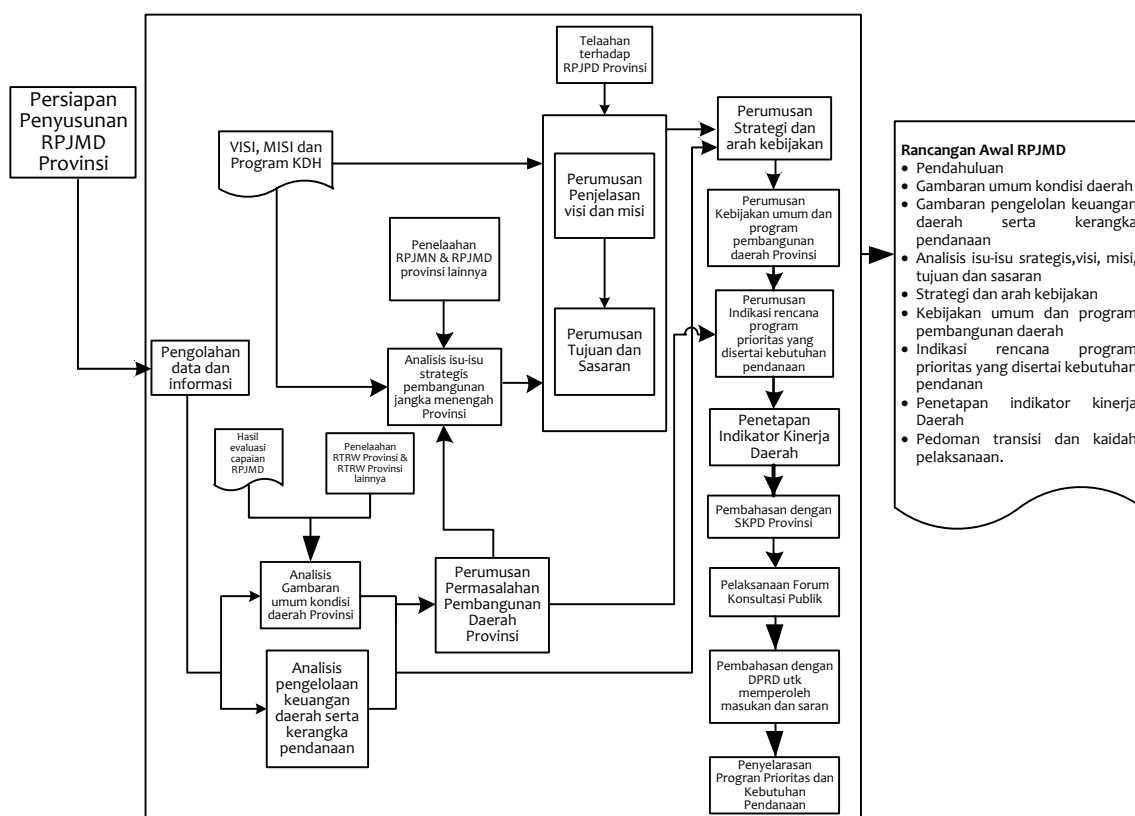 Persiapan
Penyusunan
RPJMD
Provinsi
Pengolahan
data dan
informasi
VISI, MISI dan
Program KDH
Penelaahan
RPJMN & RPJMD
provinsi lainnya
Analisis isu-isu
strategis
pembangunan
jangka menengah
Provinsi
Hasil
evaluasi
capaian
RPJMD
Penelaahan
RTRW Provinsi &
RTRW Provinsi
lainnya
Analisis
Gambaran
umum kondisi
daerah Provinsi
Analisis
pengelolaan
keuangan
daerah serta
kerangka
pendanaan
Perumusan
Permasalahan
Pembangunan
Daerah
Provinsi
Telaahan
terhadap
RPJPD Provinsi
Perumusan
Penjelasan
visi dan misi
Perumusan
Tujuan dan
Sasaran
Perumusan
Strategi dan
arah kebijakan
Perumusan
Kebijakan umum dan
program
pembangunan
daerah Provinsi
Perumusan
Indikasi rencana
program
prioritas yang
disertai kebutuhan
pendanaan
Penetapan
Indikator Kinerja
Daerah
Pembahasan dengan
SKPD Provinsi
Pelaksanaan Forum
Konsultasi Publik
Pembahasan dengan
DPRD utk
memperoleh
masukan dan saran
Penyelarasan
Progran Prioritas dan
Kebutuhan
Pendanaan
Rancangan Awal RPJMD
• Pendahuluan
• Gambaran umum kondisi daerah
• Gambaran pengelolan keuangan
daerah serta kerangka
pendanaan
• Analisis isu-isu srategis,visi, misi,
tujuan dan sasaran
• Strategi dan arah kebijakan
• Kebijakan umum dan program
pembangunan daerah
• Indikasi rencana program
prioritas yang disertai kebutuhan
pendanan
• Penetapan indikator kinerja
Daerah
• Pedoman transisi dan kaidah
pelaksanaan.